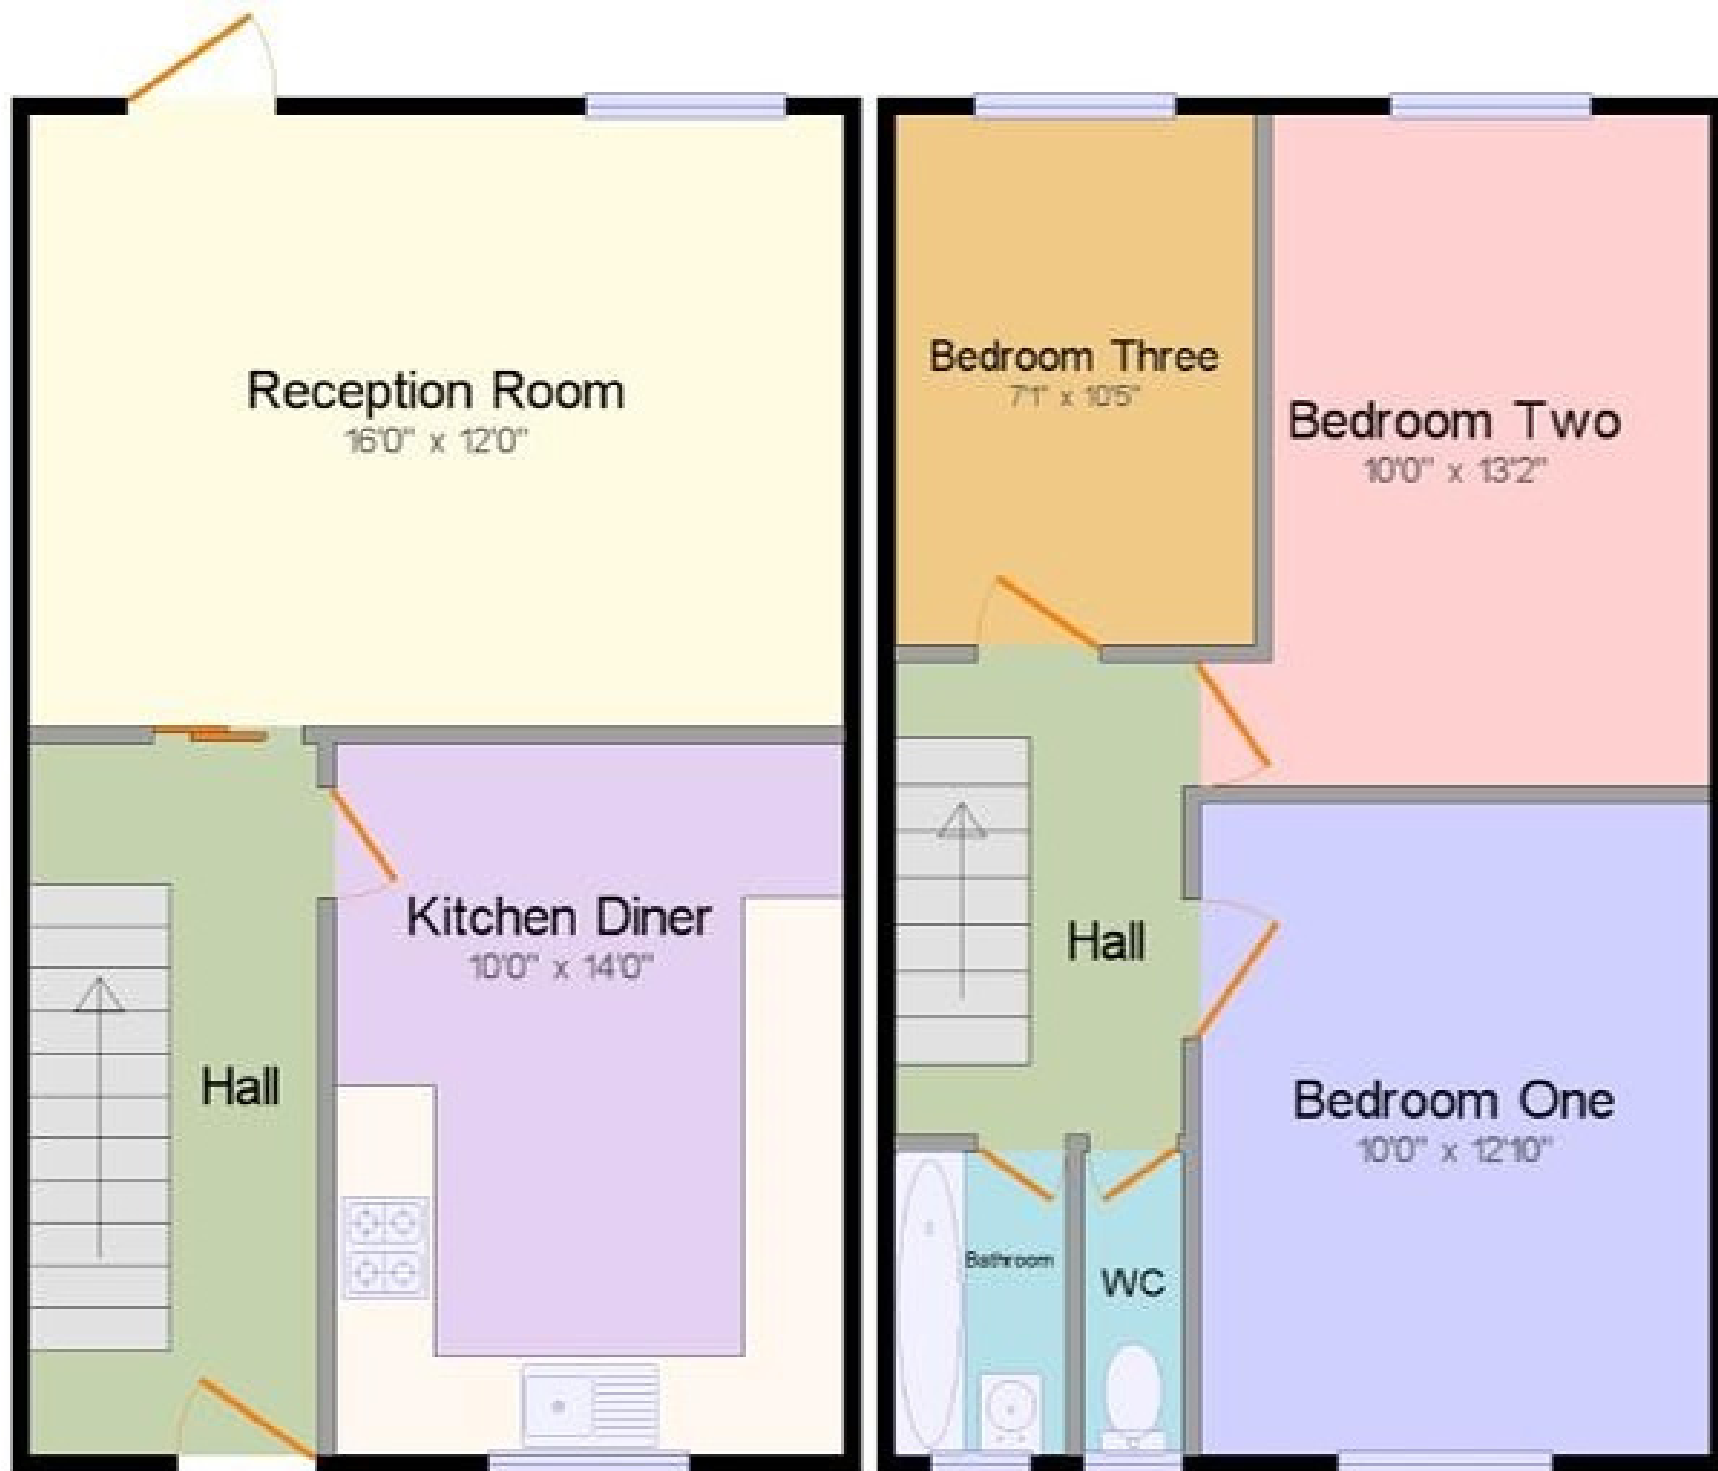 Reception Room
16'0" x 12'0"
Kitchen Diner
10'0" x 14'0"
Hall
Bedroom Three
7'1" x 10'5"
Bedroom Two
10'0" x 13'2"
Hall
Bedroom One
10'0" x 12'10"
Bathroom
WC